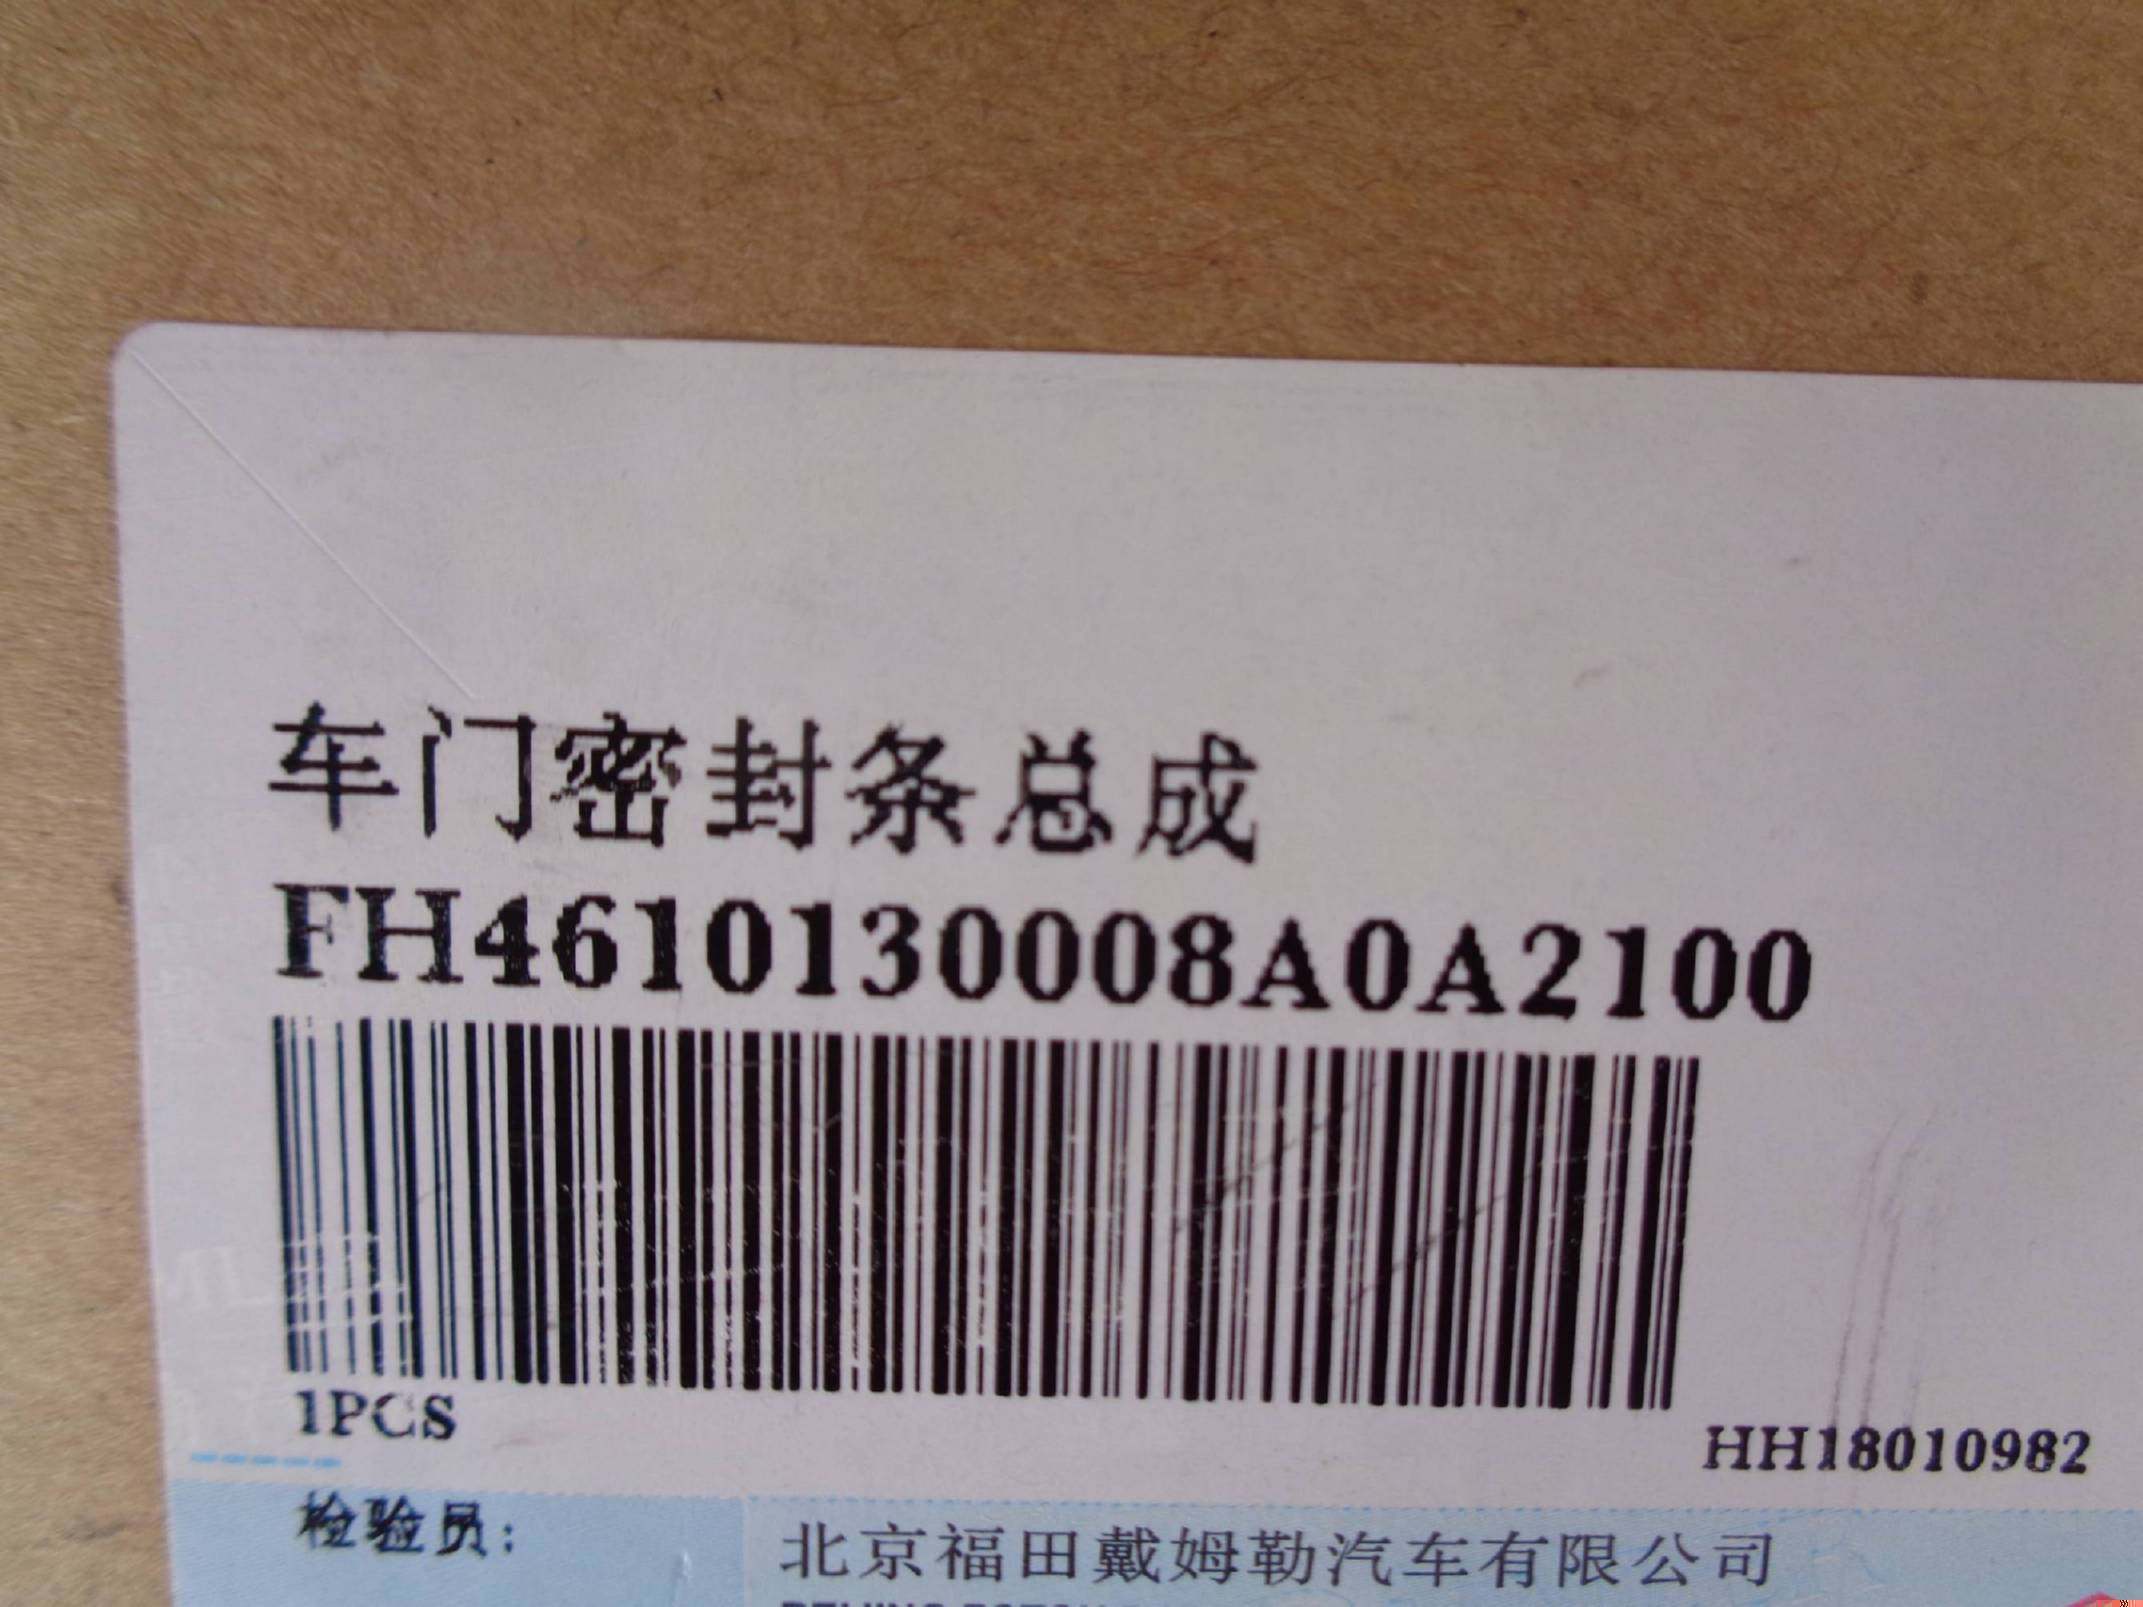 车门密封条总成
FH4610130008A0A2100
1PCS
HH18010982
检验员：
北京福田戴姆勒汽车有限公司